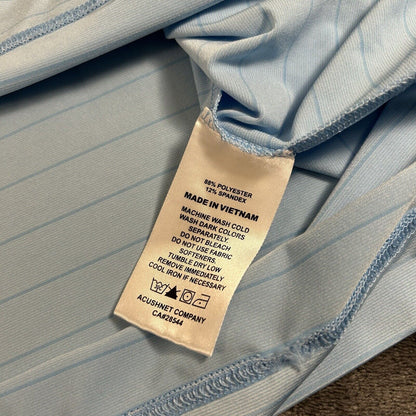 88% POLYESTER
12% SPANDEX
MADE IN VIETNAM
MACHINE WASH COLD
WASH DARK COLORS
SEPARATELY.
DO NOT BLEACH
DO NOT USE FABRIC
SOFTENERS.
TUMBLE DRY LOW
REMOVE IMMEDIATELY
COOL IRON IF NECESSARY
ACUSHNET COMPANY
CA#28544